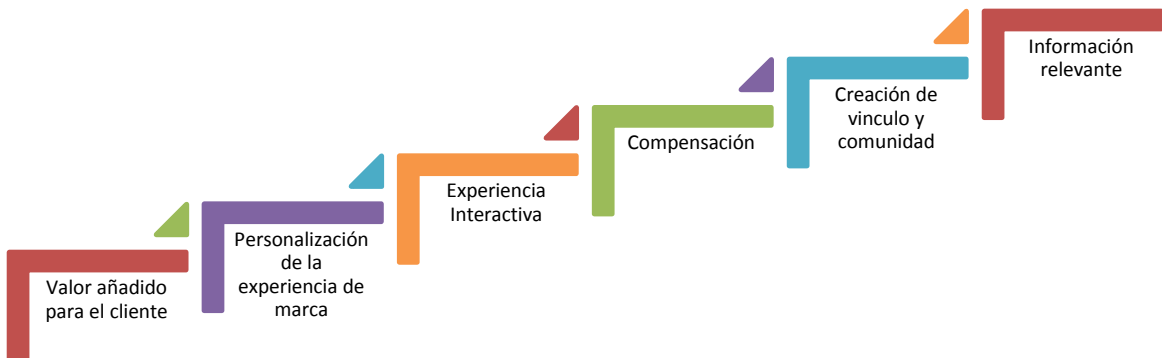 Valor añadido
para el cliente
Personalización
de la
experiencia de
marca
Experiencia
Interactiva
Compensación
Creación de
vinculo y
comunidad
Información
relevante